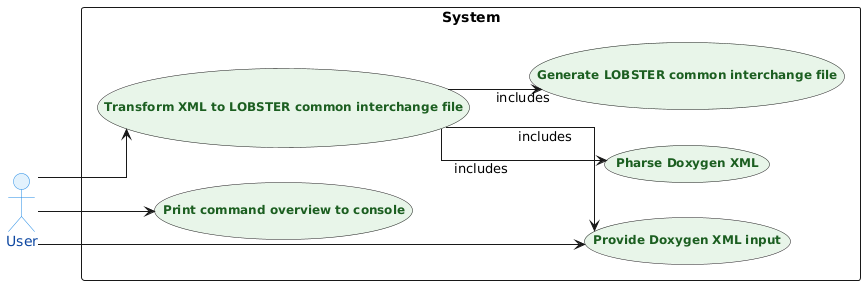 System
Generate LOBSTER common interchange file
includes
Transform XML to LOBSTER common interchange file
includes
Pharse Doxygen XML
includes
Print command overview to console
User
Provide Doxygen XML input